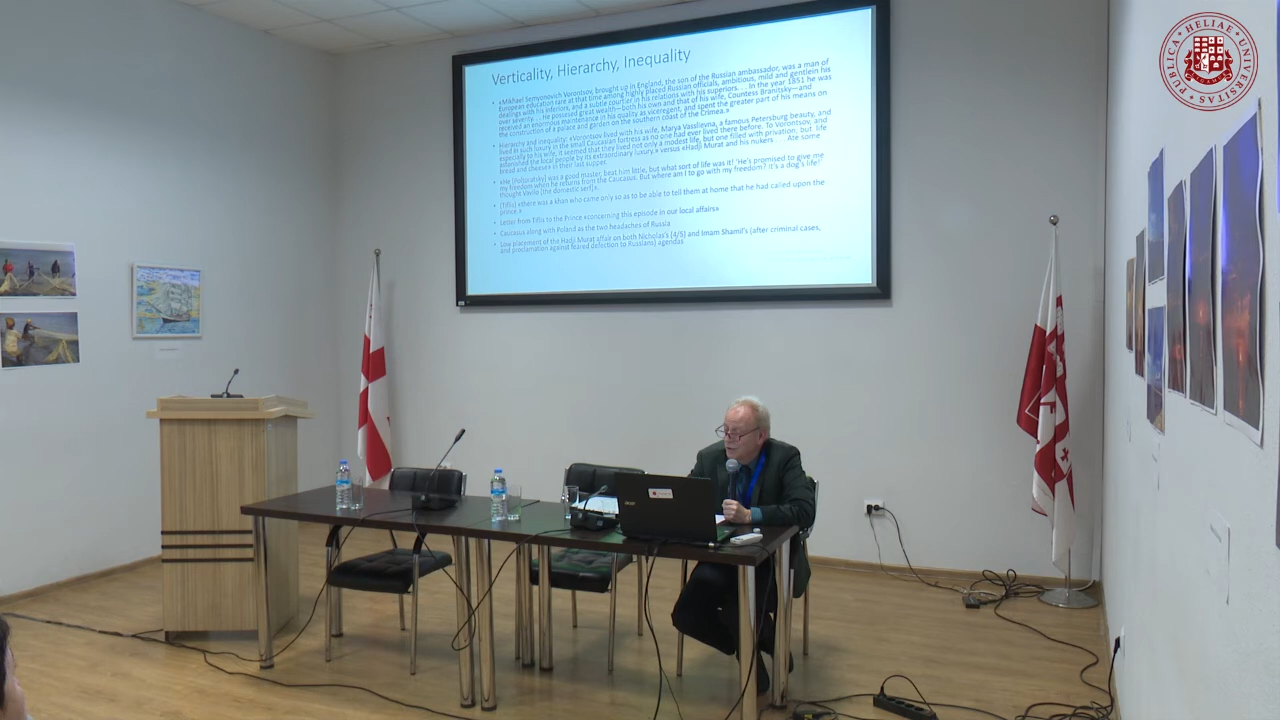 Verticality, Hierarchy, Inequality
• «Mikhael Semyonovich Vorontsov, brought up in England, the son of the Russian ambassador, was a man of
European education rare at that time among highly placed Russian officials, ambitious, mild and gentlein his
dealings with his inferiors, and a subtle courtier in his relations with his superiors. . . In the year 1851 he was
over seventy. . . He possesed great wealth—both his own and that of his wife, Countess Branitsky—and
received an enormous maintenance in his quality as viceregent, and spent the greater part of his means on
the construction of a palace and garden on the southern coast of the Crimea.»
• Hierarchy and inequality: «Vorontsov lived with his wife, Marya Vassilevna, a famous Petersburg beauty, and
lived in such luxury in the small Caucasian fortress as no one had ever lived there before. To Vorontsov, and
especially to his wife, it seemed that they lived not only a modest life, but one filled with privation, but life
astonished the local people by its extraordinary luxury.» versus «Hadji Murat and his nukers . . . Ate some
bread and cheese» in their last supper
• «He (Poltoratsky) was a good master, beat him little, but what sort of life was it! 'He's promised to give me
my freedom when he returns from the Caucasus. But where am I to go with my freedom? It's a dog's life!'
thought Vavilo [the domestic serf]».
• (Tiflis) «there was a khan who came only so as to be able to tell them at home that he had called upon the
prince.»
• Letter from Tiflis to the Prince «concerning this episode in our local affairs»
• Caucasus along with Poland as the two headaches of Russia
• Low placement of the Hadji Murat affair on both Nicholas's (4/5) and Imam Shamil's (after criminal cases,
and proclamation against feared defection to Russians) agendas
acer
PUBLICA HELIAE UNIVERSITAS